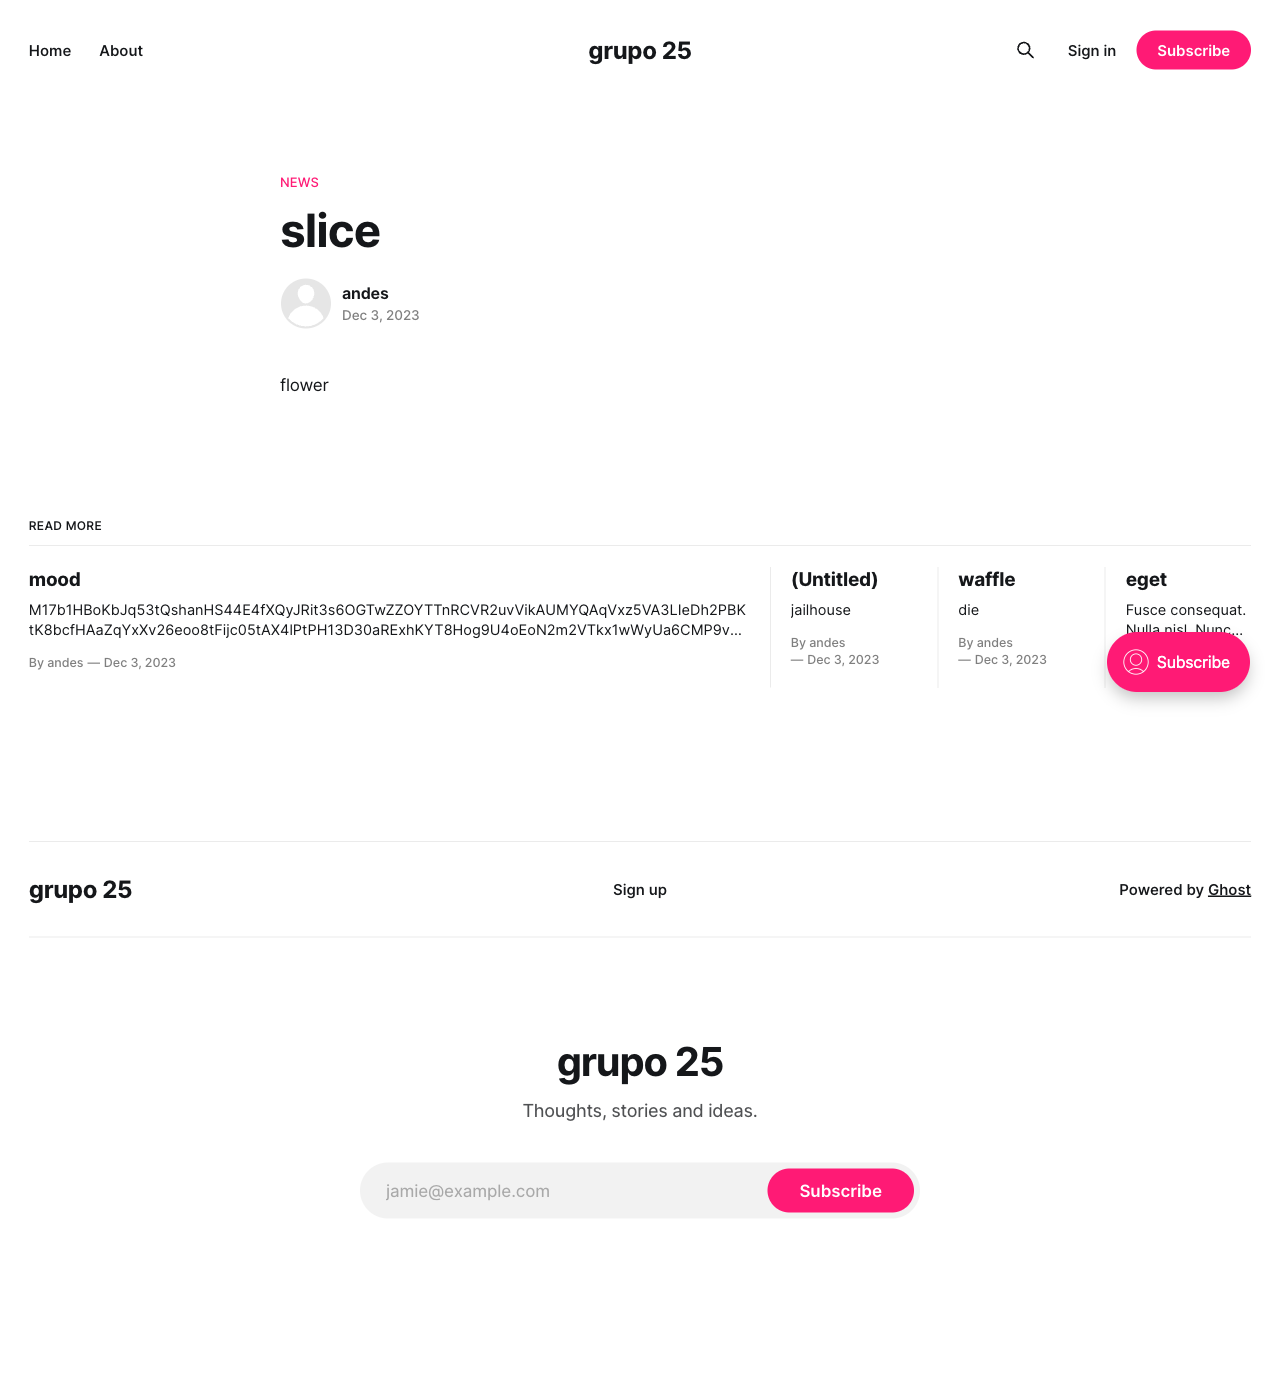 Home About grupo 25 Sign in Subscribe
NEWS
slice
andes
Dec 3, 2023
flower
READ MORE
mood
M17b1HBoKbJq53tQshanHS44E4fXQyJRit3s6OGTwZZOYTTnRCVR2uvVikAUMYQAqVxz5VA3LleDh2PBK
tK8bcfHAaZqYxXv26eoo8tFijc05tAX4IPtPH13D30aRExhKYT8Hog9U4oEoN2m2VTkx1wWyUa6CMP9v...
By andes — Dec 3, 2023
(Untitled)
jailhouse
By andes
— Dec 3, 2023
waffle
die
By andes
— Dec 3, 2023
eget
Fusce consequat.
Nulla nisl. Nunc...
Subscribe
grupo 25 Sign up Powered by Ghost
grupo 25
Thoughts, stories and ideas.
jamie@example.com Subscribe